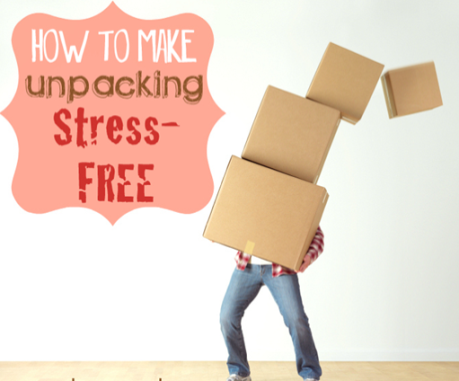 HOW TO MAKE
unpacking
Stress-
FREE